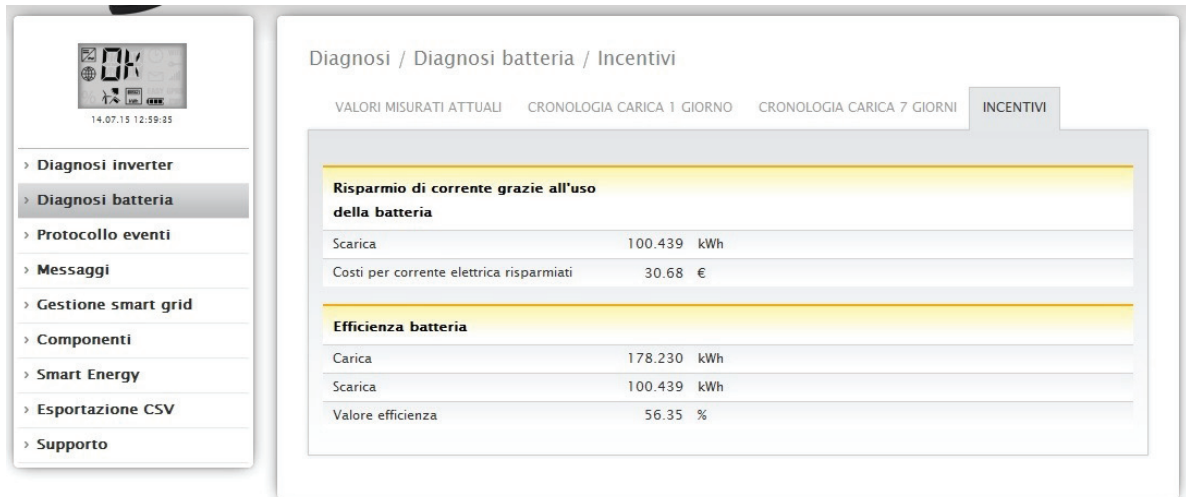 OK
14.07.15 12:59:35
› Diagnosi inverter
› Diagnosi batteria
› Protocollo eventi
› Messaggi
› Gestione smart grid
› Componenti
› Smart Energy
› Esportazione CSV
› Supporto
Diagnosi / Diagnosi batteria / Incentivi
VALORI MISURATI ATTUALI CRONOLOGIA CARICA 1 GIORNO CRONOLOGIA CARICA 7 GIORNI INCENTIVI
Risparmio di corrente grazie all'uso
della batteria
Scarica 100.439 kWh
Costi per corrente elettrica risparmiati 30.68 €
Efficienza batteria
Carica 178.230 kWh
Scarica 100.439 kWh
Valore efficienza 56.35 %